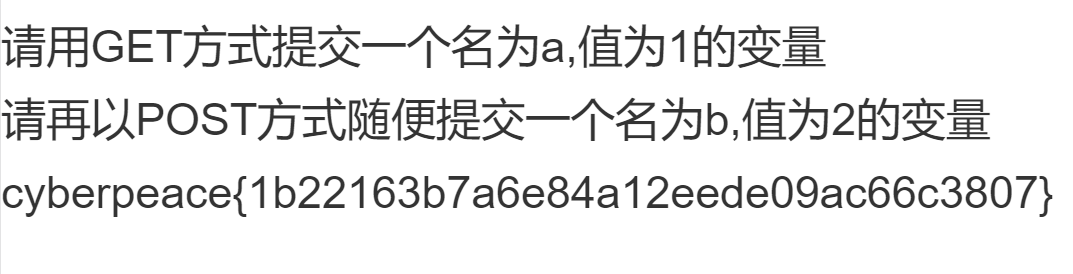 请用GET方式提交一个名为a,值为1的变量
请再以POST方式随便提交一个名为b,值为2的变量
cyberpeace{1b22163b7a6e84a12eede09ac66c3807}